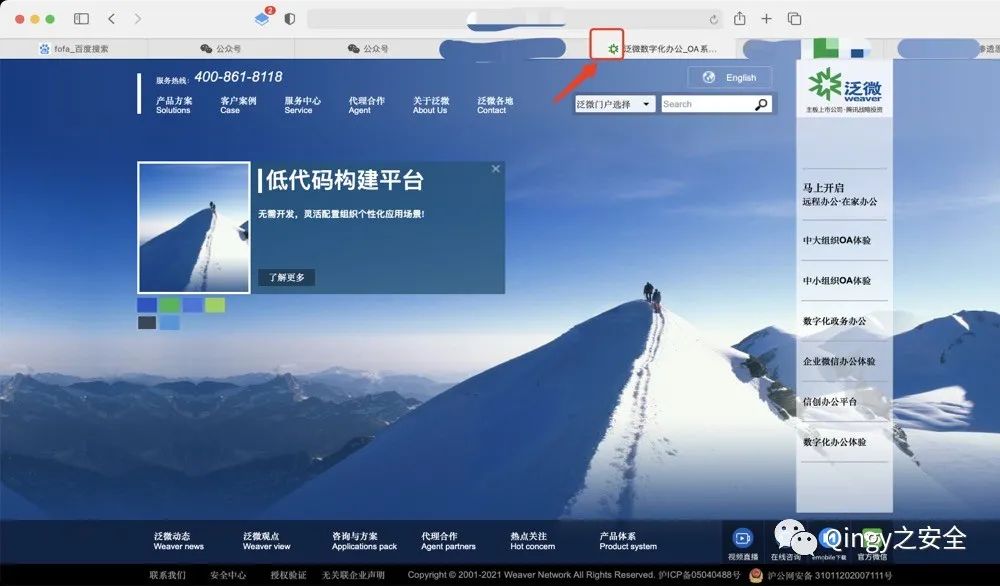 2
fofa_百度搜索
公众号
公众号
泛微数字化办公_OA系...
渗透思
服务热线: 400-861-8118
English
产品方案 客户案例 服务中心 代理合作 关于泛微 泛微各地
Solutions Case Service Agent About Us Contact
泛微门户选择
Search
泛微
weaver
主板上市公司·腾讯战略投资
低代码构建平台
无需开发，灵活配置组织个性化应用场景!
了解更多
马上开启
远程办公·在家办公
中大组织OA体验
中小组织OA体验
数字化政务办公
企业微信办公体验
信创办公平台
数字化办公体验
泛微动态 泛微观点 咨询与方案 代理合作 热点关注 产品体系
Weaver news Weaver view Applications pack Agent partners Hot concern Product system
视频直播 在线咨询 emobile下载 官方微信
Qingy之安全
联系我们 安全中心 授权验证 无关联企业声明 Copyright © 2001-2021 Weaver Network All Rights Reserved. 沪ICP备05040488号 沪公网安备 31011202007111号